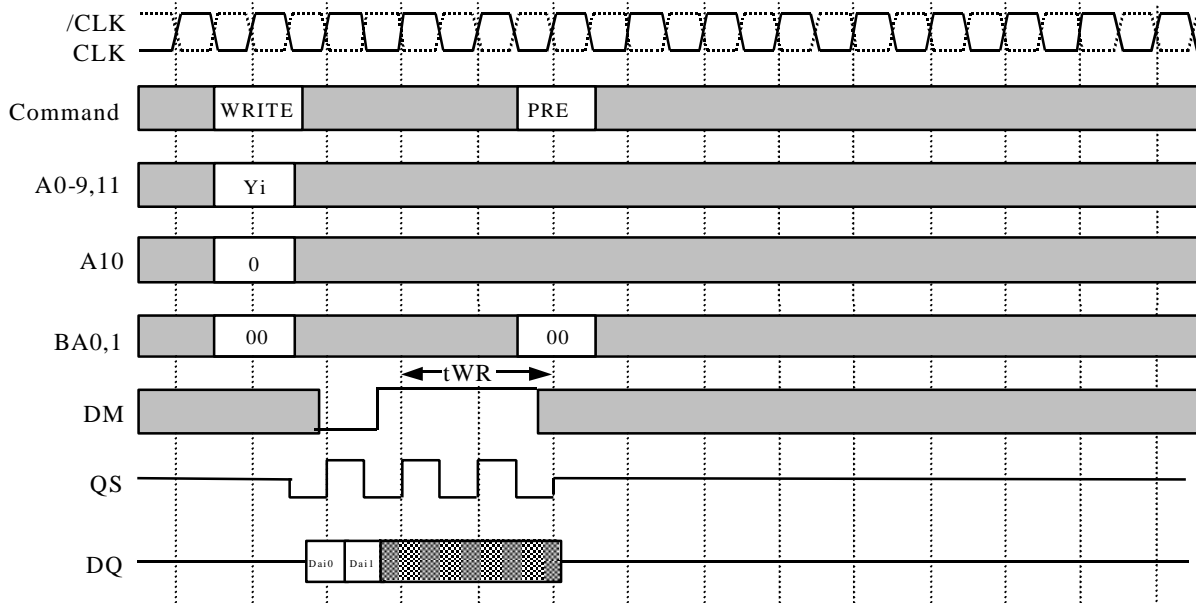 /CLK
CLK
Command WRITE PRE
A0-9,11 Yi
A10 0
BA0,1 00 00
tWR
DM
QS
DQ Dai0 Dai1